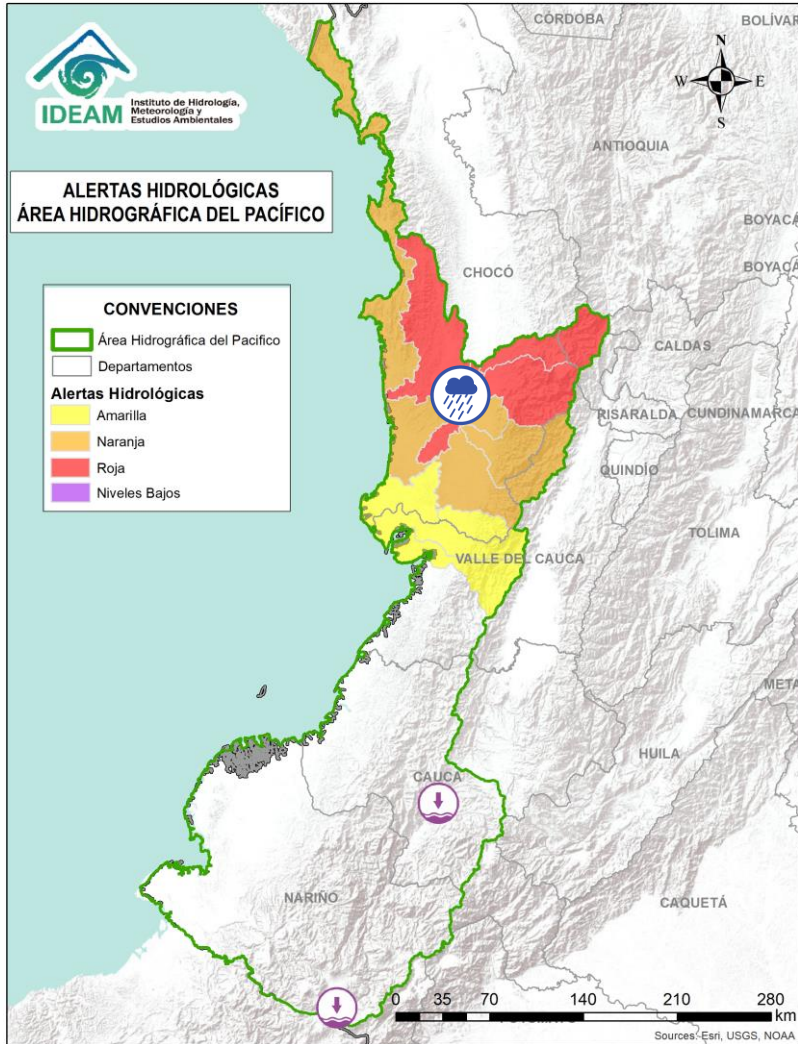 IDEAM
Instituto de Hidrología,
Meteorología y
Estudios Ambientales
ALERTAS HIDROLÓGICAS
ÁREA HIDROGRÁFICA DEL PACÍFICO
CONVENCIONES
Área Hidrográfica del Pacifico
Departamentos
Alertas Hidrológicas
Amarilla
Naranja
Roja
Niveles Bajos
N
W
E
S
CÓRDOBA
BOLÍVAR
ANTIOQUIA
BOYACÁ
CHOCÓ
BOYACÁ
CALDAS
RISARALDA
CUNDINAMARCA
QUINDÍO
TOLIMA
VALLE DEL CAUCA
META
HUILA
CAUCA
NARIÑO
CAQUETÁ
0 35 70 140 210 280
km
Sources: Esri, USGS, NOAA